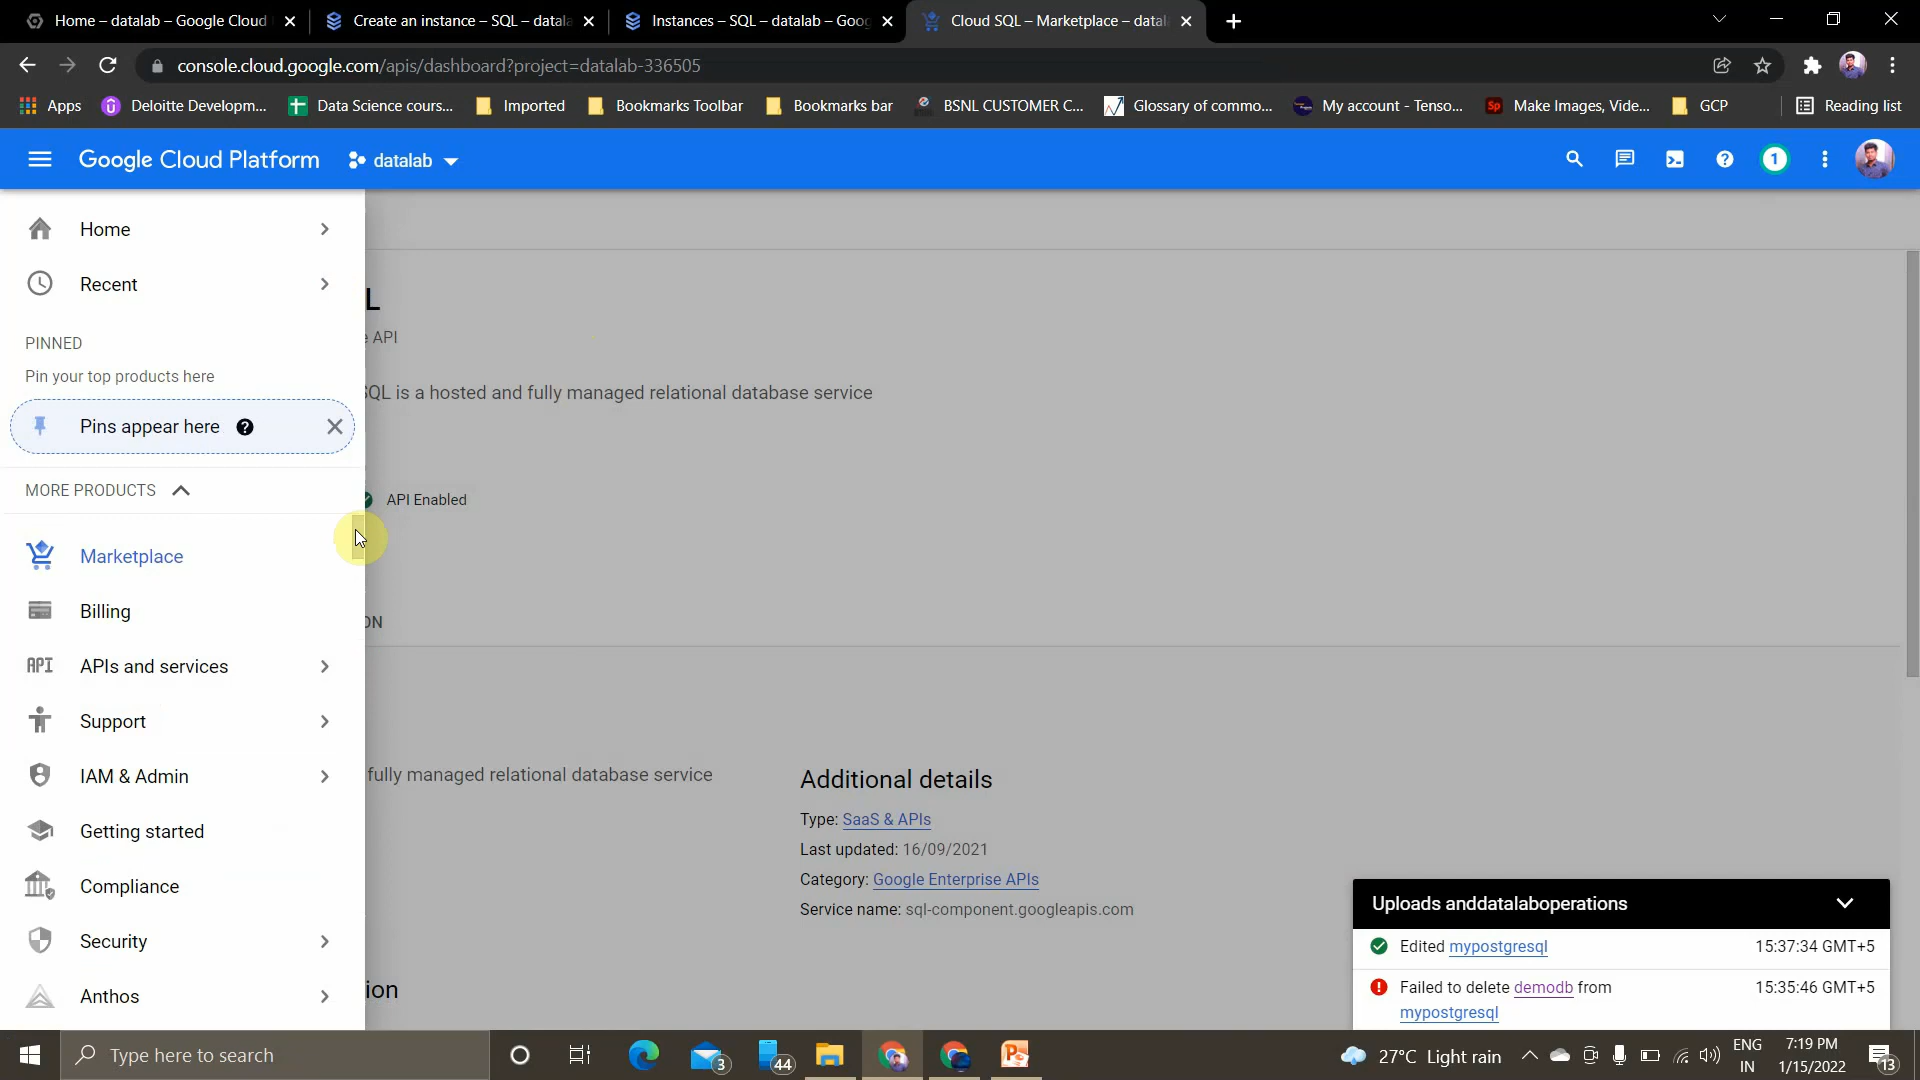 Home – datalab – Google Cloud
Create an instance – SQL – datala
Instances – SQL – datalab – Goog
Cloud SQL – Marketplace – datal
console.cloud.google.com/apis/dashboard?project=datalab-336505
Apps
Deloitte Developm...
Data Science cours...
Imported
Bookmarks Toolbar
Bookmarks bar
BSNL CUSTOMER C...
Glossary of commo...
My account - Tenso...
Sp
Make Images, Vide...
GCP
Reading list
Google Cloud Platform
datalab
1
Home
Recent
PINNED
Pin your top products here
Pins appear here
MORE PRODUCTS
Marketplace
Billing
API APIs and services
Support
IAM & Admin
Getting started
Compliance
Security
Anthos
L
e API
SQL is a hosted and fully managed relational database service
API Enabled
ON
fully managed relational database service
ion
Additional details
Type: SaaS & APIs
Last updated: 16/09/2021
Category: Google Enterprise APIs
Service name: sql-component.googleapis.com
Uploads anddatalaboperations
Edited mypostgresql 15:37:34 GMT+5
Failed to delete demodb from 15:35:46 GMT+5
mypostgresql
Type here to search
3
44
27°C Light rain
ENG
IN
7:19 PM
1/15/2022
13